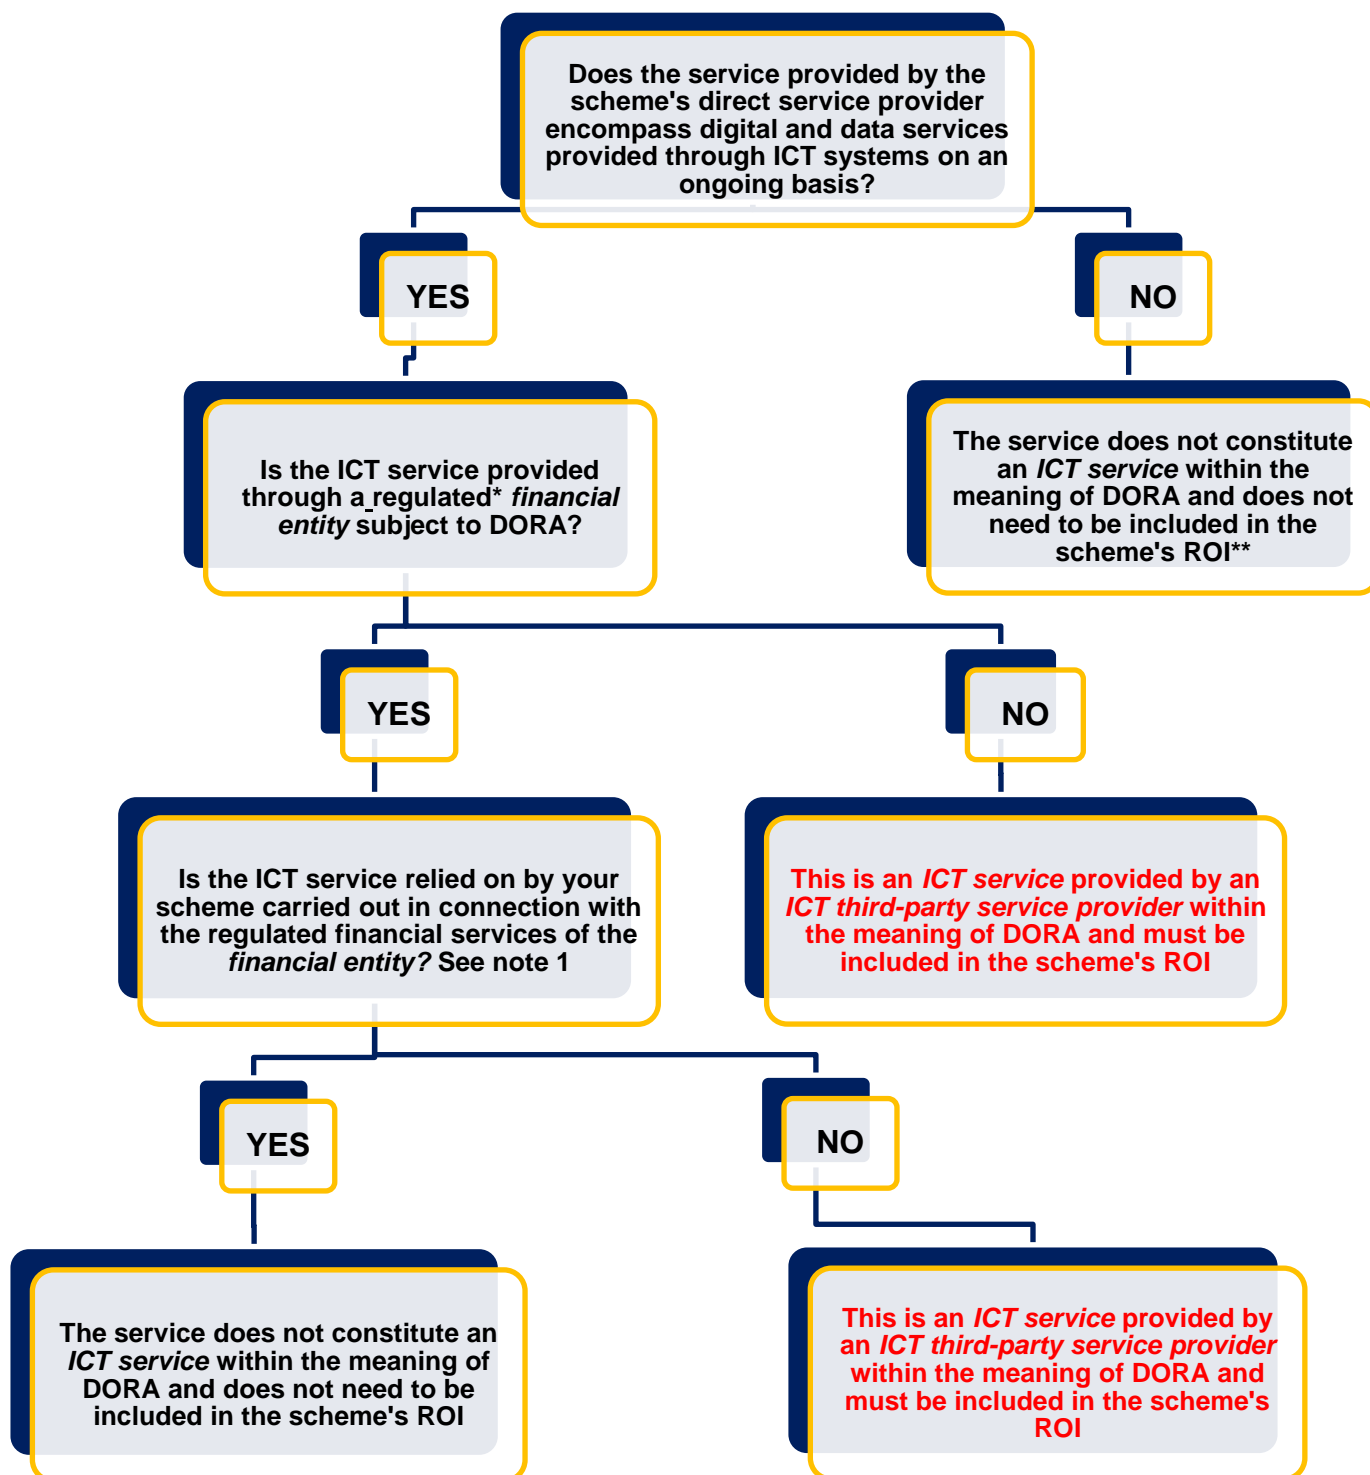 Does the service provided by the
scheme's direct service provider
encompass digital and data services
provided through ICT systems on an
ongoing basis?
YES
NO
Is the ICT service provided
through a regulated* financial
entity subject to DORA?
The service does not constitute
an ICT service within the
meaning of DORA and does not
need to be included in the
scheme's ROI**
YES
NO
Is the ICT service relied on by your
scheme carried out in connection with
the regulated financial services of the
financial entity? See note 1
This is an ICT service provided by an
ICT third-party service provider within
the meaning of DORA and must be
included in the scheme's ROI
YES
NO
The service does not constitute an
ICT service within the meaning of
DORA and does not need to be
included in the scheme's ROI
This is an ICT service provided by
an ICT third-party service provider
within the meaning of DORA and
must be included in the scheme's
ROI